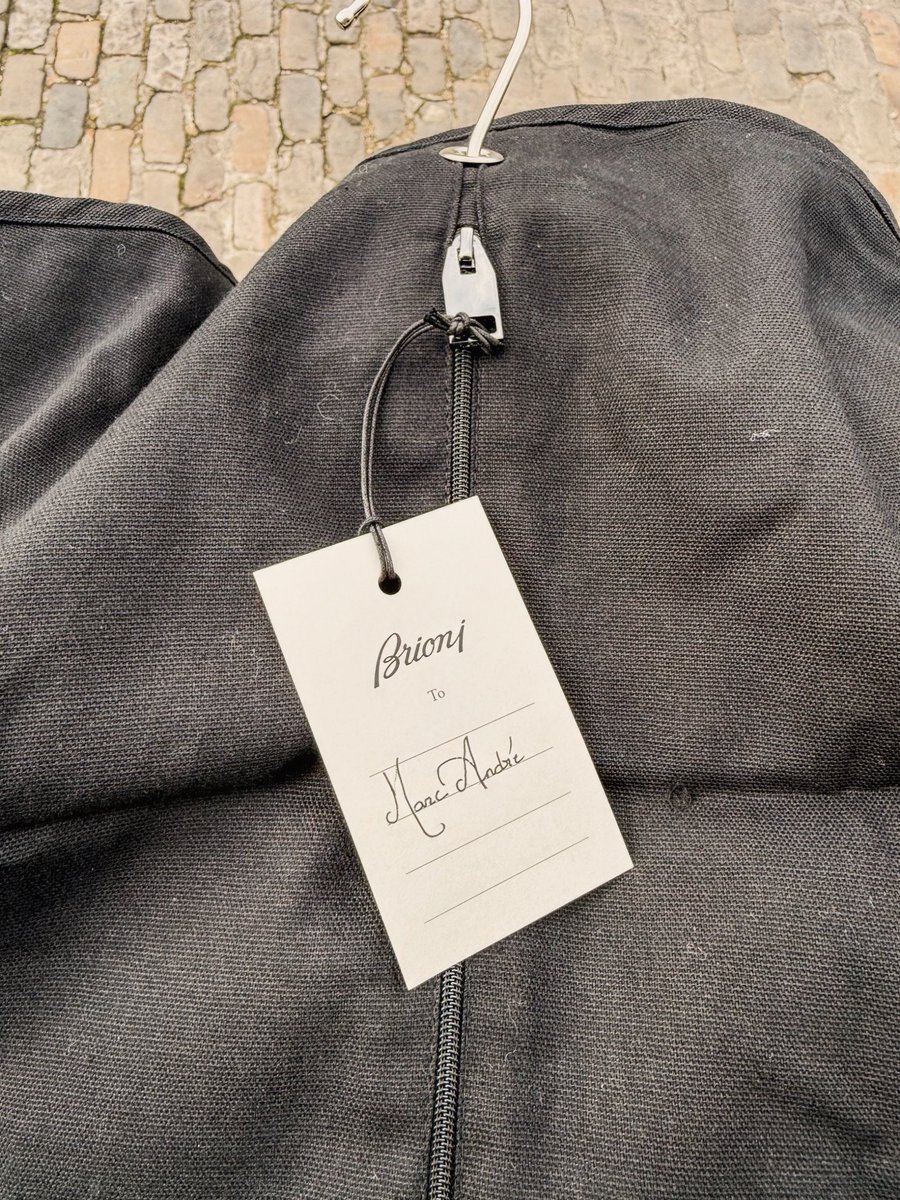 Brioni
To
Marc André